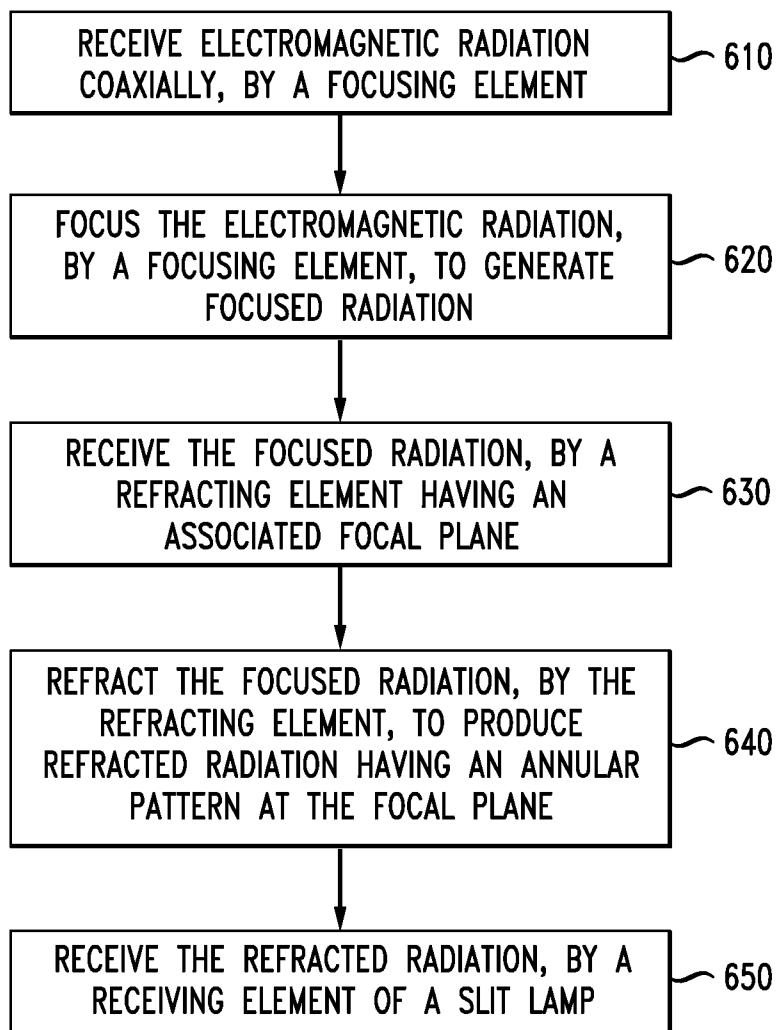 RECEIVE ELECTROMAGNETIC RADIATION
COAXIALLY, BY A FOCUSING ELEMENT
610
FOCUS THE ELECTROMAGNETIC RADIATION,
BY A FOCUSING ELEMENT, TO GENERATE
FOCUSED RADIATION
620
RECEIVE THE FOCUSED RADIATION, BY A
REFRACTING ELEMENT HAVING AN
ASSOCIATED FOCAL PLANE
630
REFRACT THE FOCUSED RADIATION, BY THE
REFRACTING ELEMENT, TO PRODUCE
REFRACTED RADIATION HAVING AN ANNULAR
PATTERN AT THE FOCAL PLANE
640
RECEIVE THE REFRACTED RADIATION, BY A
RECEIVING ELEMENT OF A SLIT LAMP
650